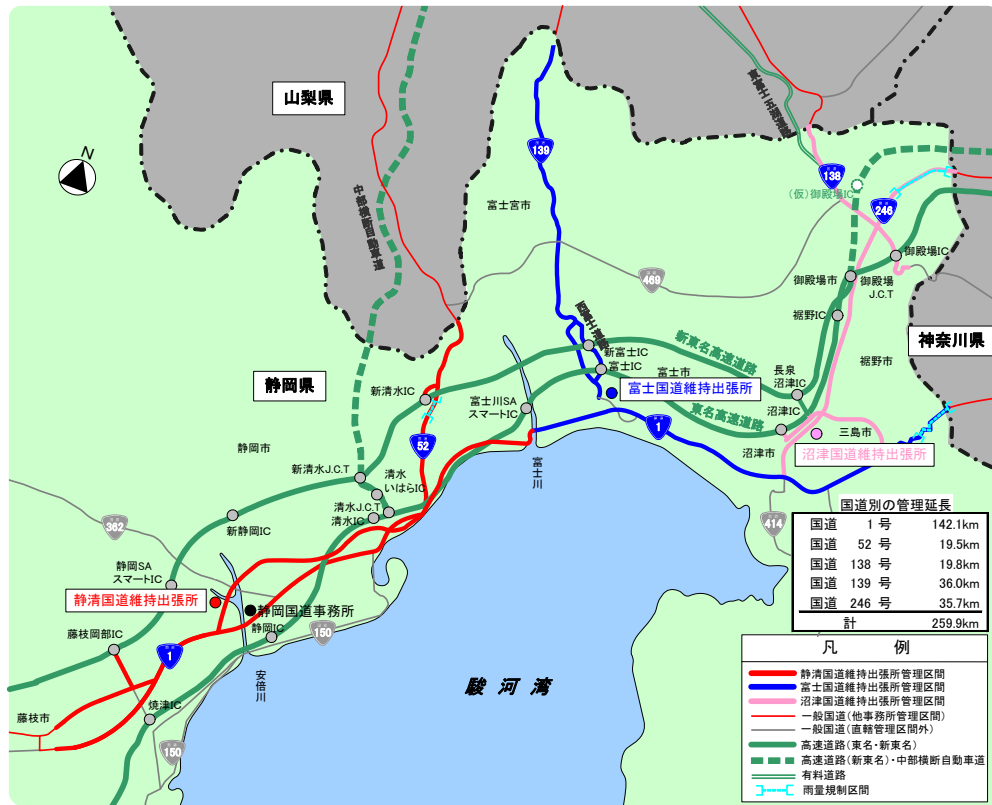 山梨県
N
139
東富士五湖道路
138
(仮)御殿場IC
246
中部横断自動車道
富士宮市
469
御殿場IC
御殿場市
御殿場
J.C.T
裾野IC
神奈川県
西富士道路
新東名高速道路
新富士IC
富士IC
富士市
裾野市
静岡県
新清水IC
富士川SA
スマートIC
富士国道維持出張所
長泉
沼津IC
東名高速道路
沼津IC
1
三島市
52
静岡市
沼津市
沼津国道維持出張所
富士川
新清水J.C.T
清水
いはらIC
清水J.C.T
清水IC
362
新静岡IC
414
静岡SA
スマートIC
静清国道維持出張所
静岡国道事務所
静岡IC
150
藤枝岡部IC
1
安倍川
駿河湾
藤枝市
焼津IC
150
国道別の管理延長
国道 1 号 142.1km
国道 52 号 19.5km
国道 138 号 19.8km
国道 139 号 36.0km
国道 246 号 35.7km
計 259.9km
凡 例
静清国道維持出張所管理区間
富士国道維持出張所管理区間
沼津国道維持出張所管理区間
一般国道(他事務所管理区間)
一般国道(直轄管理区間外)
高速道路(東名・新東名)
高速道路(新東名)・中部横断自動車道
有料道路
雨量規制区間